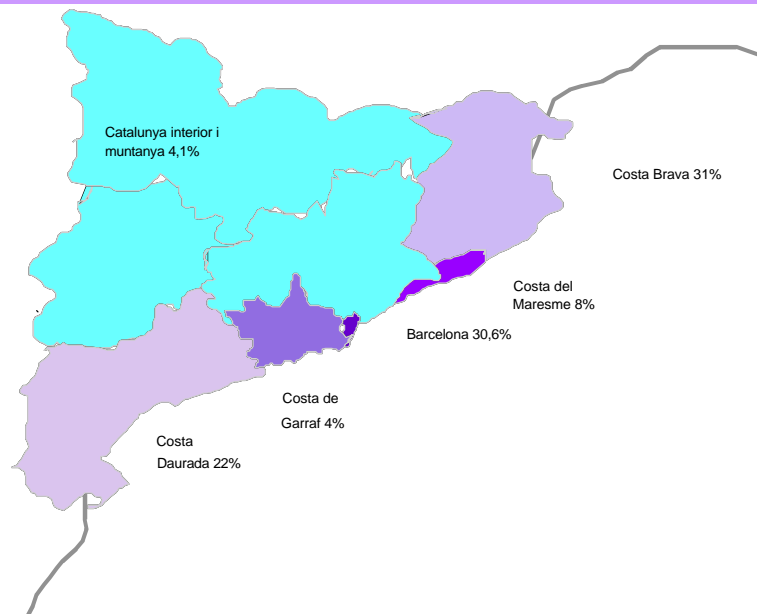 Catalunya interior i
muntanya 4,1%
Costa Brava 31%
Costa del
Maresme 8%
Barcelona 30,6%
Costa de
Garraf 4%
Costa
Daurada 22%